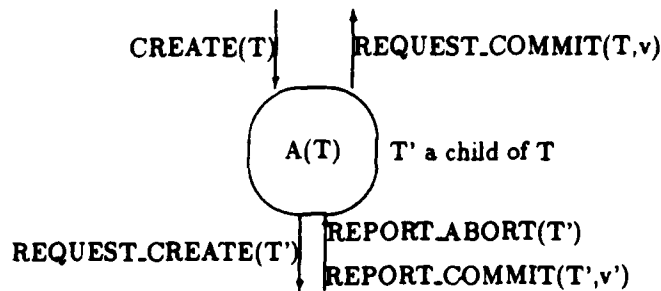 CREATE(T) REQUEST_COMMIT(T,v)
A(T) T' a child of T
REQUEST_CREATE(T') REPORT_ABORT(T')
REPORT_COMMIT(T',v')